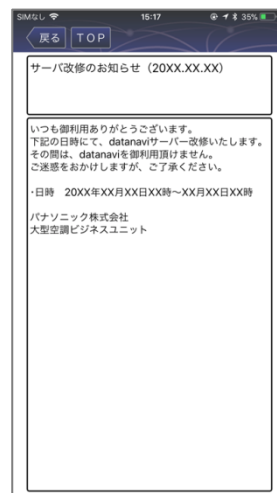 SIMなし 15:17 35%
戻る TOP
サーバ改修のお知らせ（20XX.XX.XX）
いつも御利用ありがとうございます。
下記の日時にて、datanaviサーバー改修いたします。
その間は、datanaviを御利用頂けません。
ご迷惑をおかけしますが、ご了承ください。
・日時 20XX年XX月XX日XX時～XX月XX日XX時
パナソニック株式会社
大型空調ビジネスユニット